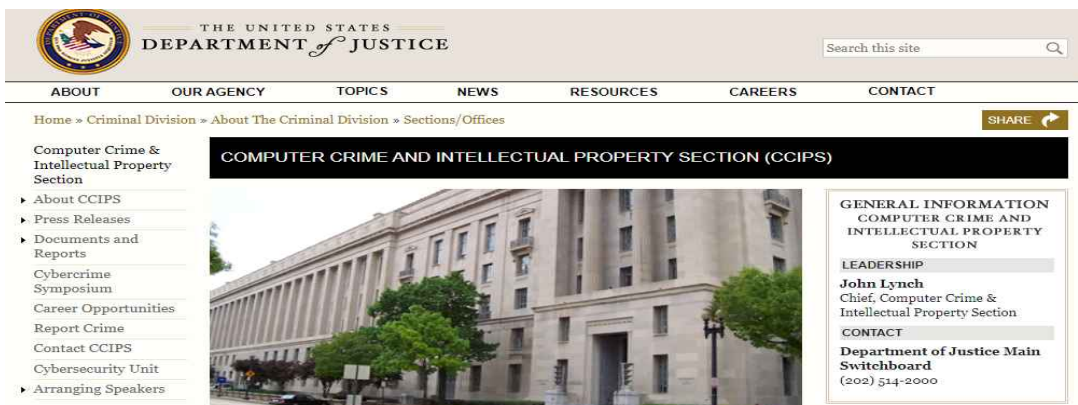 THE UNITED STATES
DEPARTMENT of JUSTICE
Search this site
ABOUT OUR AGENCY TOPICS NEWS RESOURCES CAREERS CONTACT
Home » Criminal Division » About The Criminal Division » Sections/Offices
SHARE
Computer Crime &
Intellectual Property
Section
About CCIPS
Press Releases
Documents and
Reports
Cybercrime
Symposium
Career Opportunities
Report Crime
Contact CCIPS
Cybersecurity Unit
Arranging Speakers
COMPUTER CRIME AND INTELLECTUAL PROPERTY SECTION (CCIPS)
GENERAL INFORMATION
COMPUTER CRIME AND
INTELLECTUAL PROPERTY
SECTION
LEADERSHIP
John Lynch
Chief, Computer Crime &
Intellectual Property Section
CONTACT
Department of Justice Main
Switchboard
(202) 514-2000